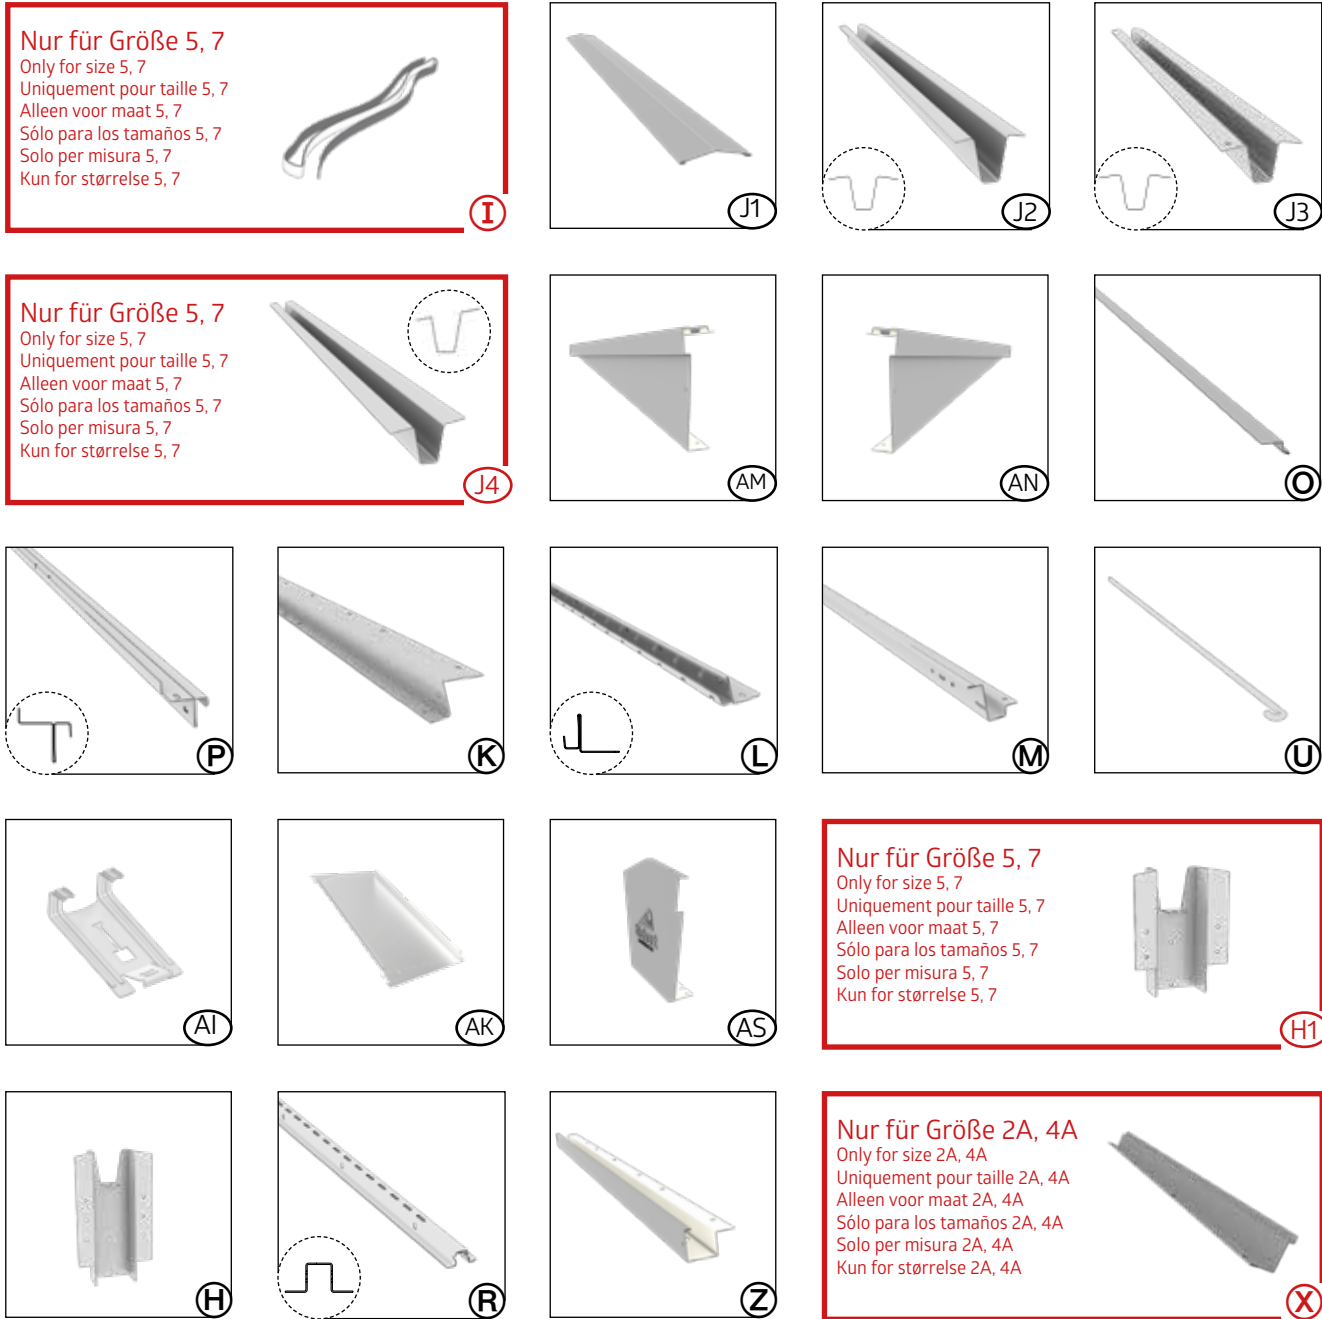 Nur für Größe 5, 7
Only for size 5, 7
Uniquement pour taille 5, 7
Alleen voor maat 5, 7
Sólo para los tamaños 5, 7
Solo per misura 5, 7
Kun for størrelse 5, 7
I
J1
J2
J3
Nur für Größe 5, 7
Only for size 5, 7
Uniquement pour taille 5, 7
Alleen voor maat 5, 7
Sólo para los tamaños 5, 7
Solo per misura 5, 7
Kun for størrelse 5, 7
J4
AM
AN
O
P
K
L
M
U
AI
AK
AS
Nur für Größe 5, 7
Only for size 5, 7
Uniquement pour taille 5, 7
Alleen voor maat 5, 7
Sólo para los tamaños 5, 7
Solo per misura 5, 7
Kun for størrelse 5, 7
H1
H
R
Z
Nur für Größe 2A, 4A
Only for size 2A, 4A
Uniquement pour taille 2A, 4A
Alleen voor maat 2A, 4A
Sólo para los tamaños 2A, 4A
Solo per misura 2A, 4A
Kun for størrelse 2A, 4A
X